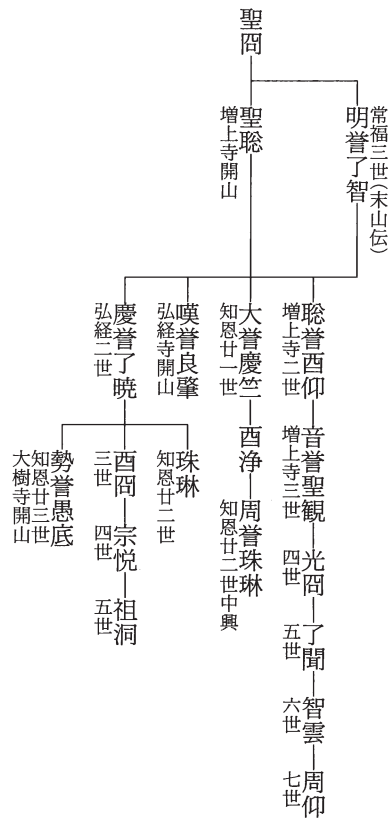 聖冏
常福三世(末山伝)
明誉了智
聖聡
増上寺開山
聡誉酉仰
増上寺二世
音誉聖観
増上寺三世
光冏
四世
了聞
五世
智雲
六世
周仰
七世
大誉慶竺
知恩廿一世
酉浄
周誉珠琳
知恩廿二世中興
嘆誉良肇
弘経寺開山
慶誉了暁
弘経二世
珠琳
知恩廿二世
酉冏
三世
宗悦
四世
祖洞
五世
勢誉愚底
知恩廿三世
大樹寺開山